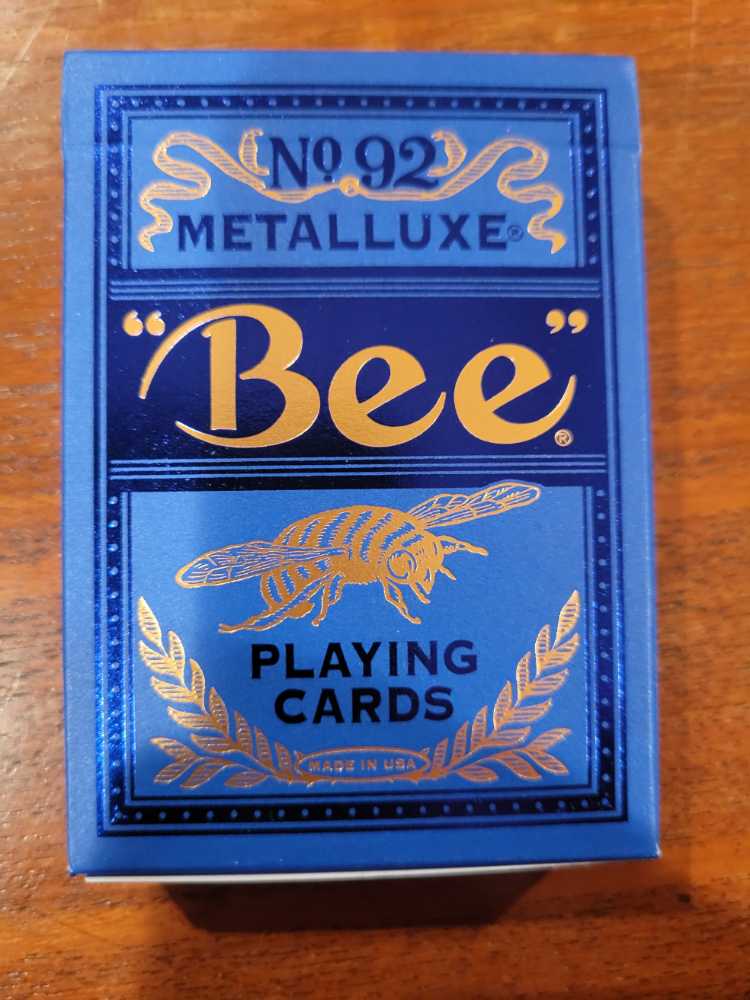 Nº 92
METALLUXE®
“Bee”®
PLAYING
CARDS
MADE IN USA